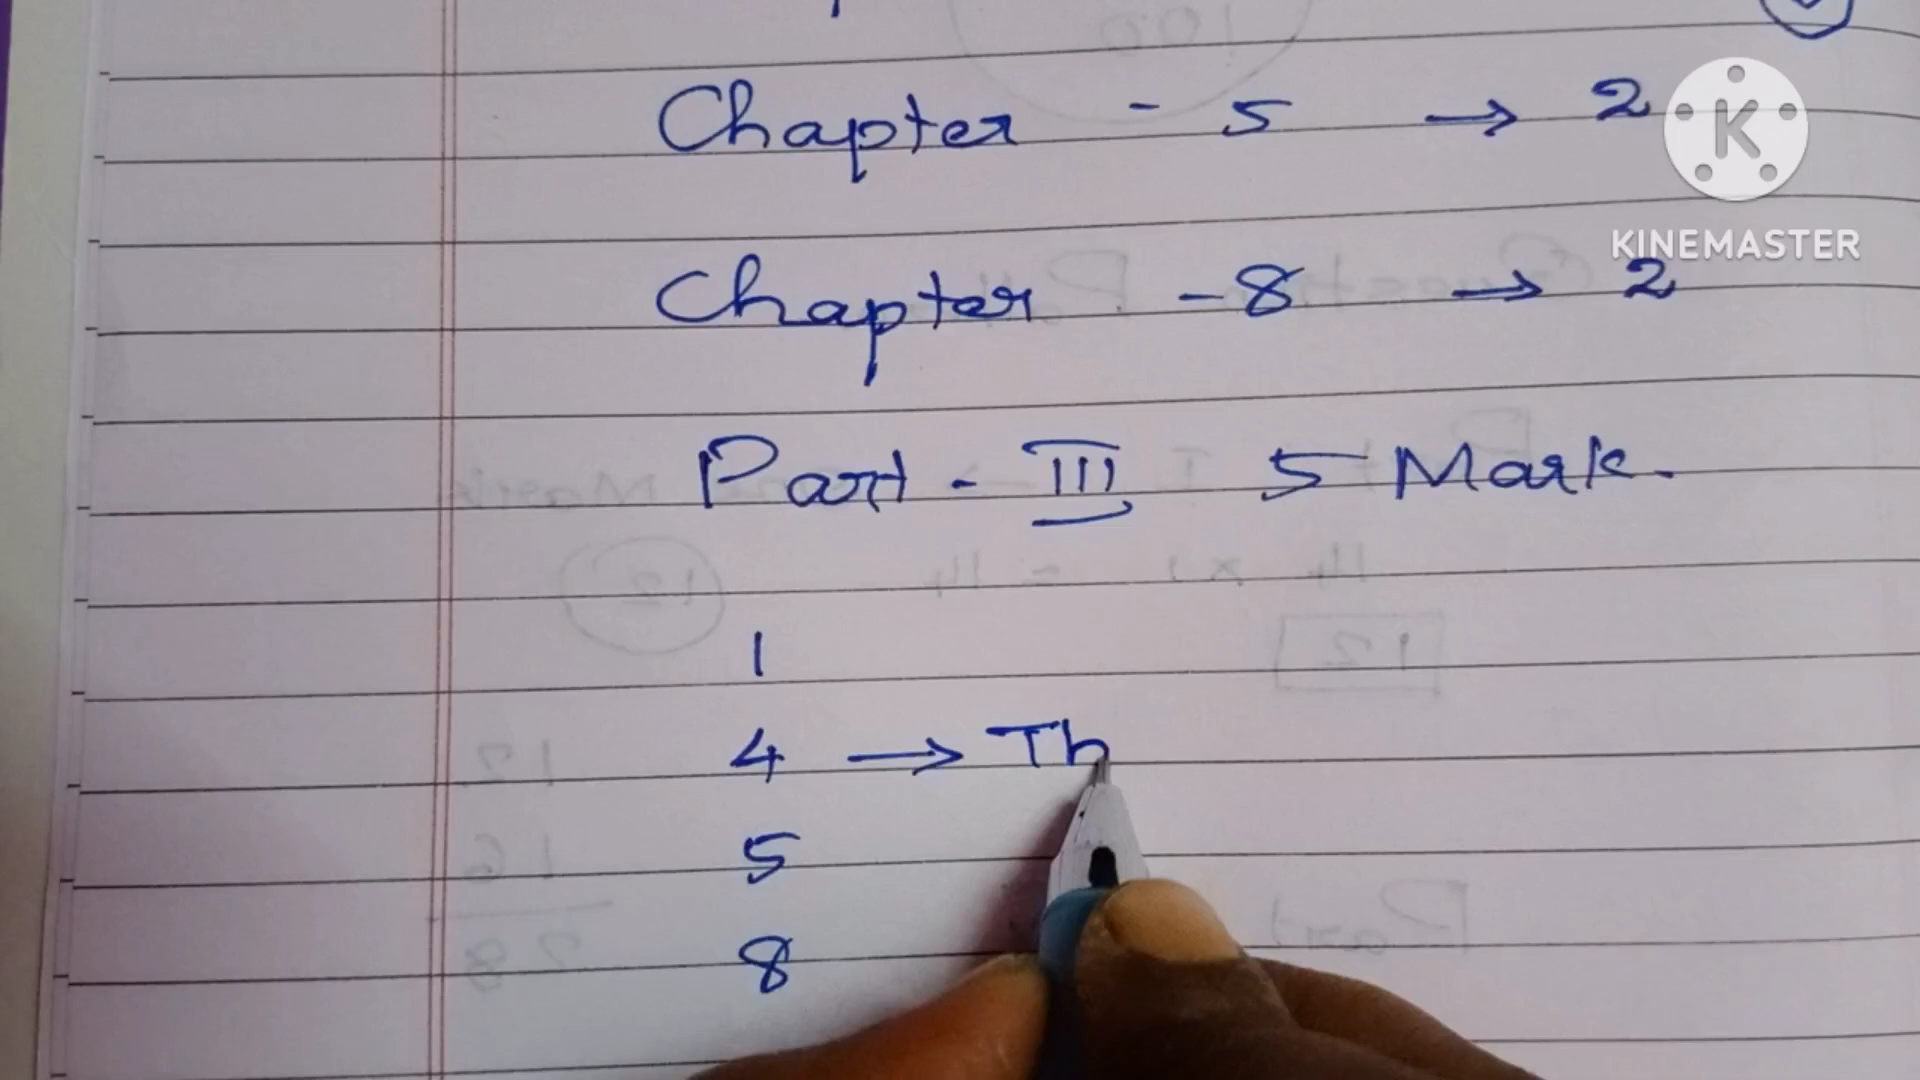 Chapter - 5 → 2
KINEMASTER
Chapter - 8 → 2
Part - III 5 Mark.
1
4 → Th
5
8